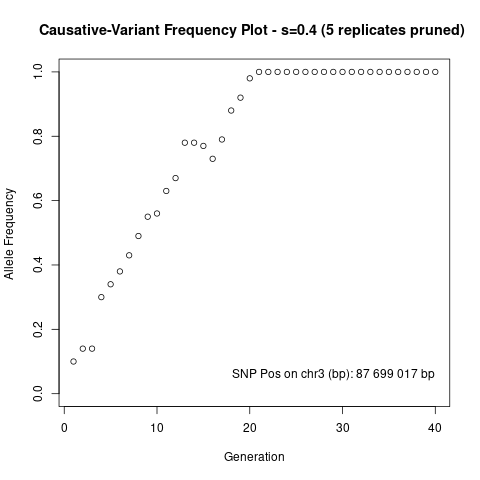 Causative-Variant Frequency Plot - s=0.4 (5 replicates pruned)
1.0
0.8
0.6
0.4
0.2
0.0
Allele Frequency
SNP Pos on chr3 (bp): 87 699 017 bp
0 10 20 30 40
Generation